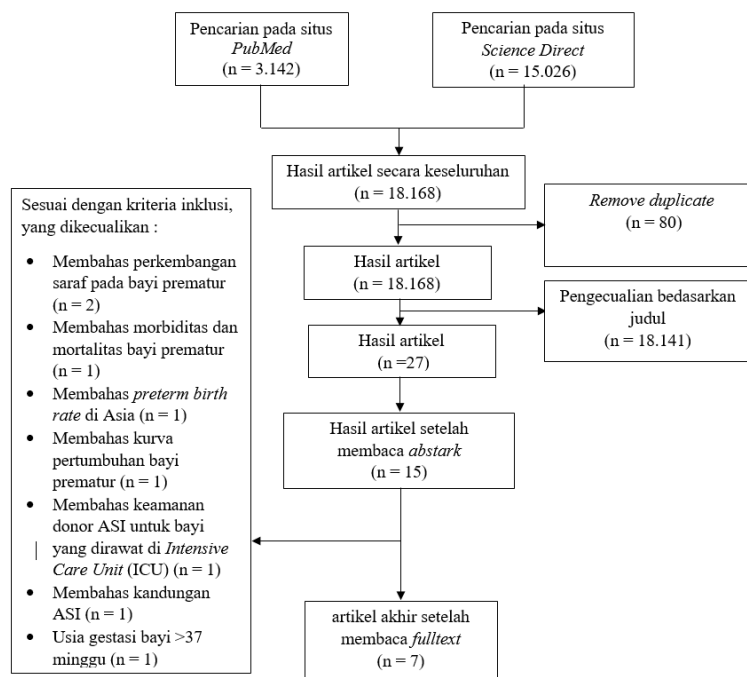 Pencarian pada situs
PubMed
(n = 3.142)
Pencarian pada situs
Science Direct
(n = 15.026)
Hasil artikel secara keseluruhan
(n = 18.168)
Remove duplicate
(n = 80)
Hasil artikel
(n = 18.168)
Pengecualian bedasarkan
judul
(n = 18.141)
Hasil artikel
(n =27)
Hasil artikel setelah
membaca abstark
(n = 15)
Sesuai dengan kriteria inklusi,
yang dikecualikan :
• Membahas perkembangan
saraf pada bayi prematur
(n = 2)
• Membahas morbiditas dan
mortalitas bayi prematur
(n = 1)
• Membahas preterm birth
rate di Asia (n = 1)
• Membahas kurva
pertumbuhan bayi
prematur (n = 1)
• Membahas keamanan
donor ASI untuk bayi
yang dirawat di Intensive
Care Unit (ICU) (n = 1)
• Membahas kandungan
ASI (n = 1)
• Usia gestasi bayi >37
minggu (n = 1)
artikel akhir setelah
membaca fulltext
(n = 7)